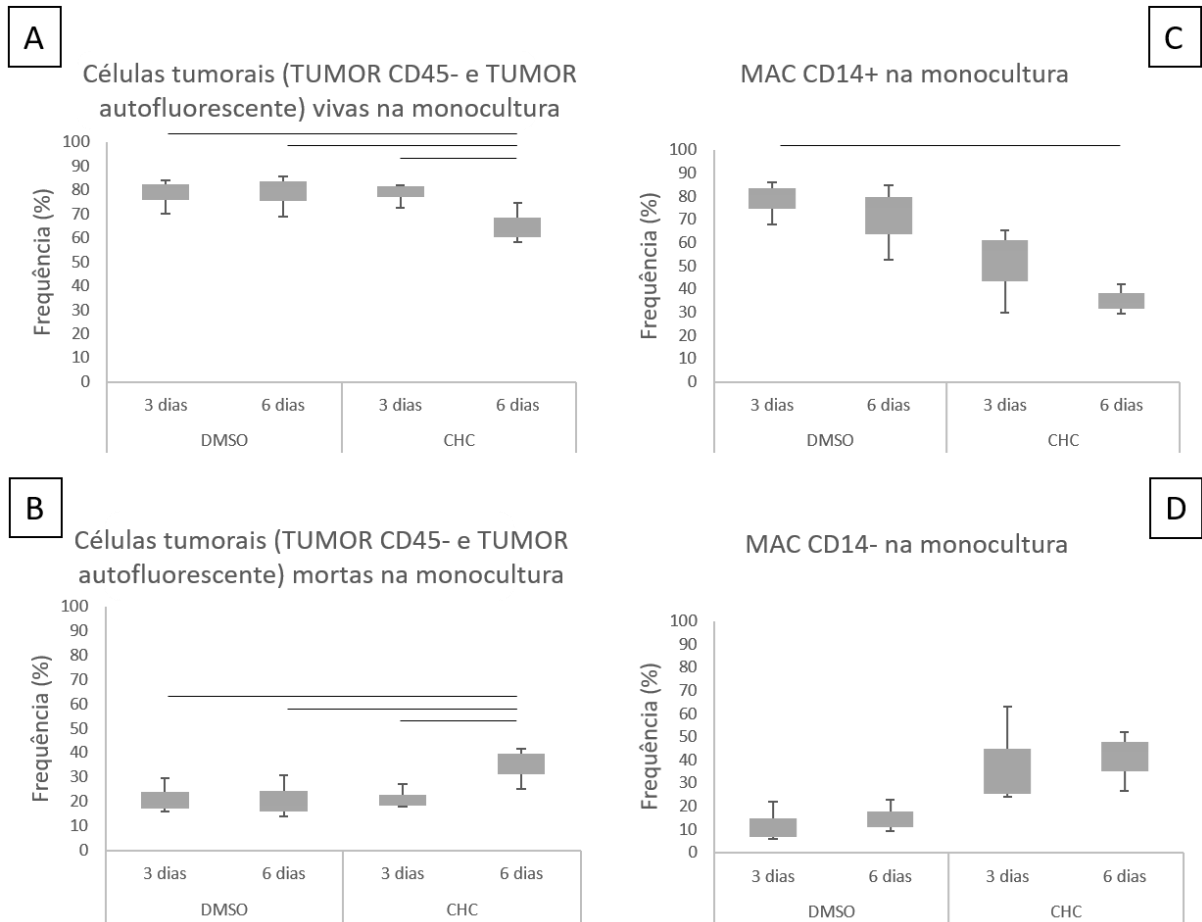 A
Células tumorais (TUMOR CD45- e TUMOR
autofluorescente) vivas na monocultura
Frequência (%)
100
90
80
70
60
50
40
30
20
10
0
3 dias
6 dias
3 dias
6 dias
DMSO
CHC
B
Células tumorais (TUMOR CD45- e TUMOR
autofluorescente) mortas na monocultura
Frequência (%)
100
90
80
70
60
50
40
30
20
10
0
3 dias
6 dias
3 dias
6 dias
DMSO
CHC
C
MAC CD14+ na monocultura
Frequência (%)
100
90
80
70
60
50
40
30
20
10
0
3 dias
6 dias
3 dias
6 dias
DMSO
CHC
D
MAC CD14- na monocultura
Frequência (%)
100
90
80
70
60
50
40
30
20
10
0
3 dias
6 dias
3 dias
6 dias
DMSO
CHC